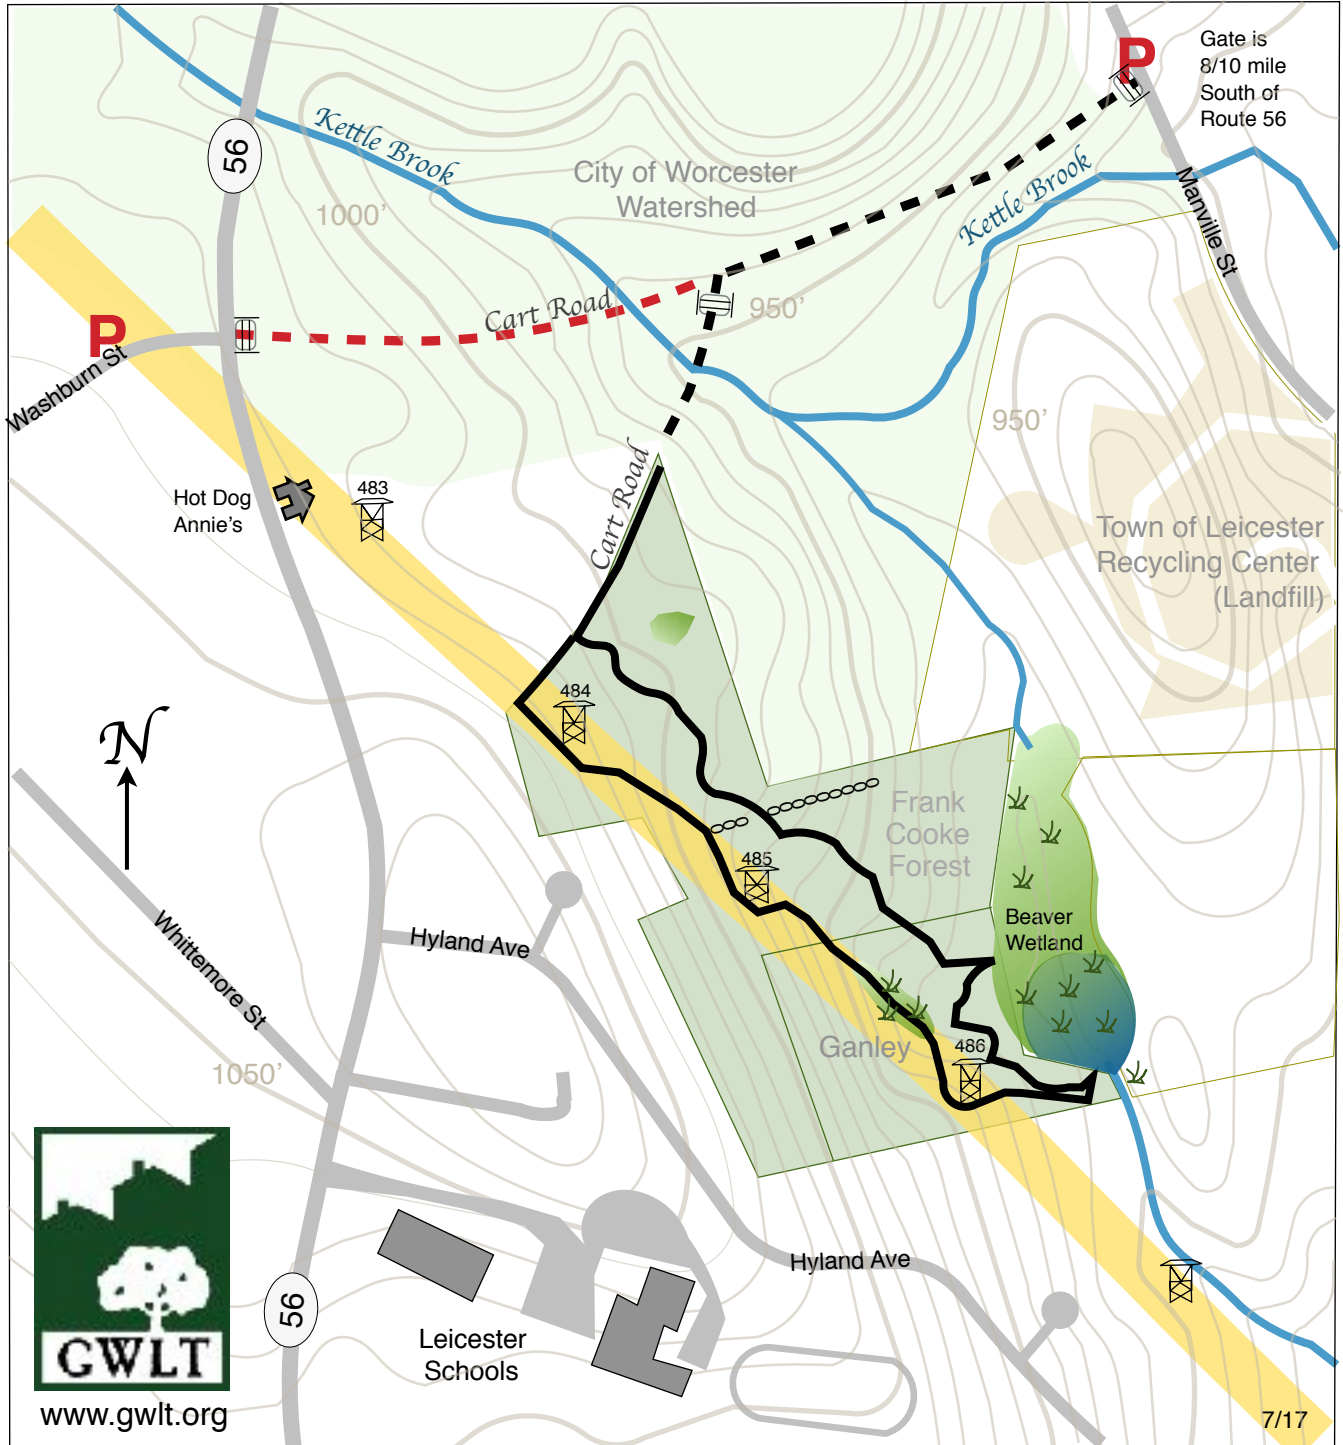 P
Gate is
8/10 mile
South of
Route 56
Kettle Brook
56
City of Worcester
Watershed
Kettle Brook
Manville St
1000'
Cart Road
950'
P
Washburn St
950'
Cart Road
Hot Dog
Annie's
483
Town of Leicester
Recycling Center
(Landfill)
484
N
Frank
Cooke
Forest
485
Beaver
Wetland
Whittemore St
Hyland Ave
Ganley
486
1050'
Hyland Ave
56
Leicester
Schools
GWLT
www.gwlt.org
7/17